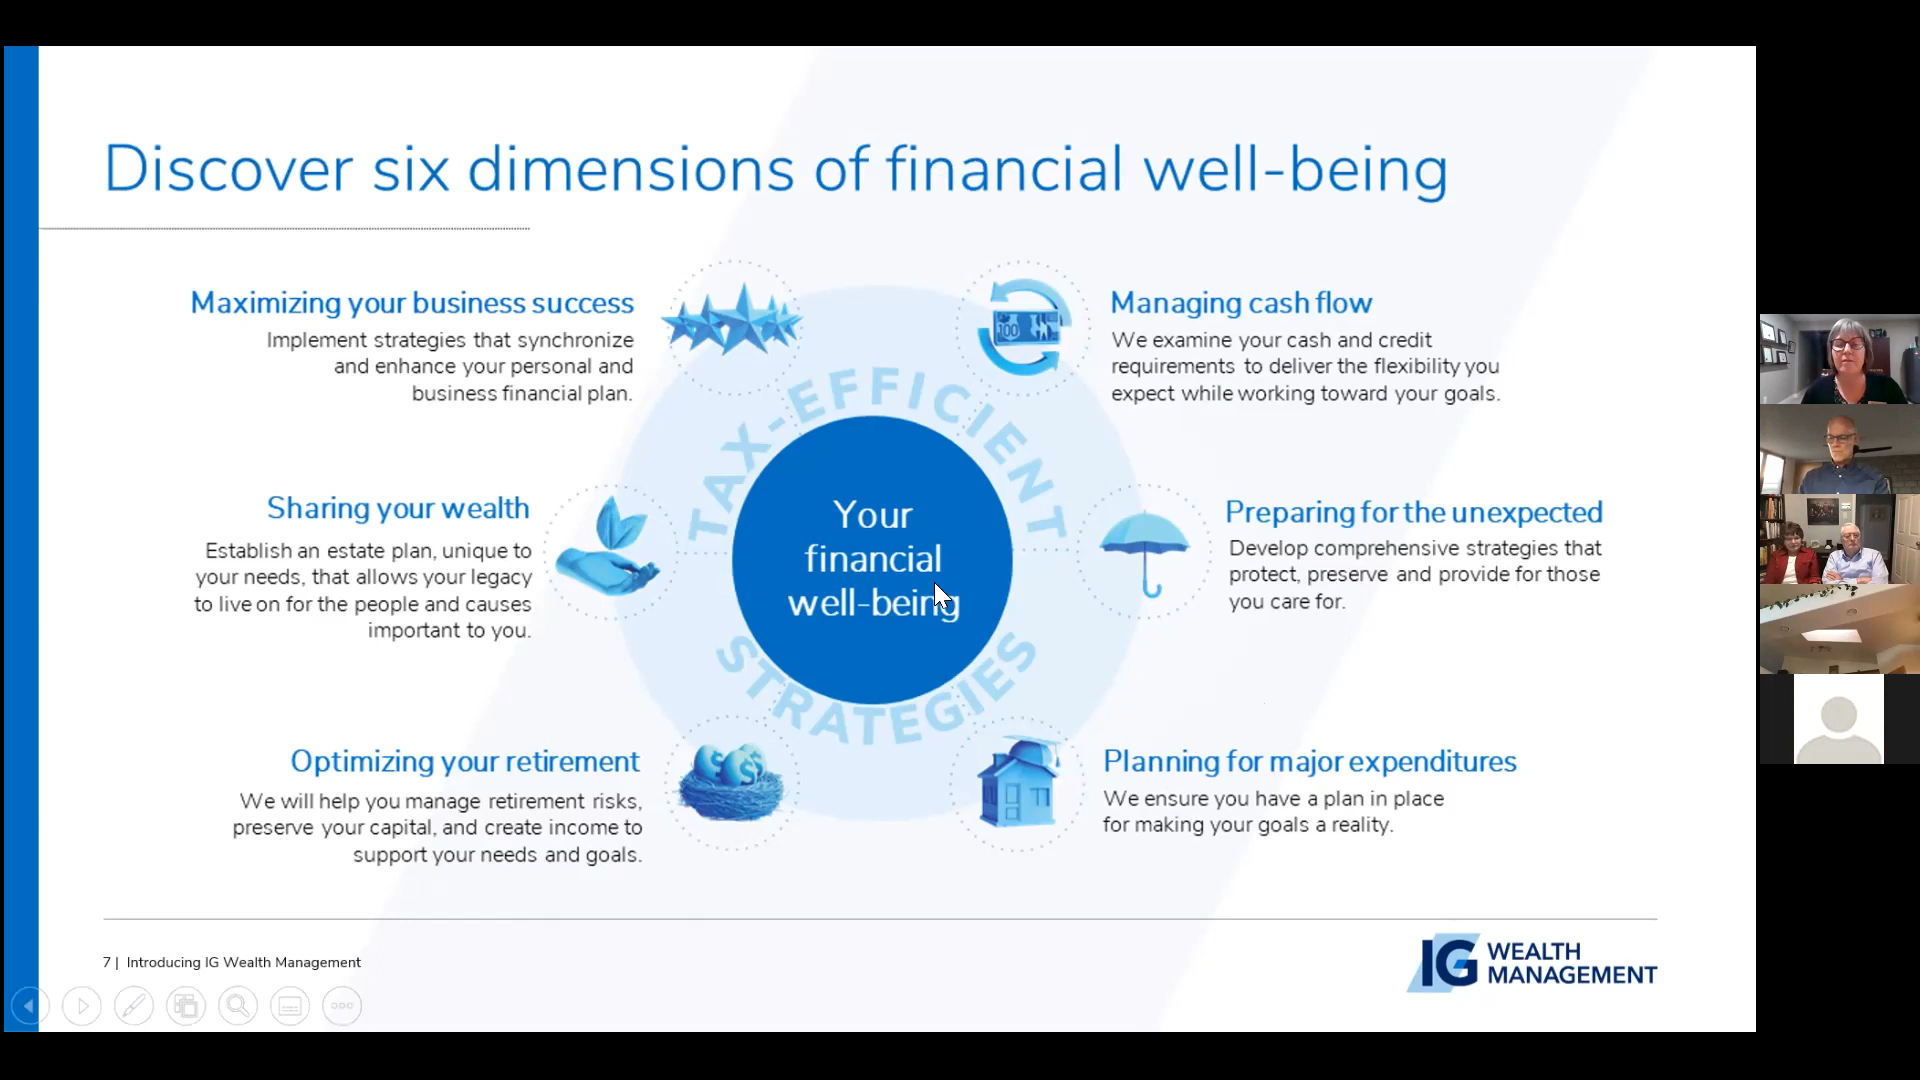 Discover six dimensions of financial well-being
Maximizing your business success
Implement strategies that synchronize
and enhance your personal and
business financial plan.
Managing cash flow
We examine your cash and credit
requirements to deliver the flexibility you
expect while working toward your goals.
100
TAX-EFFICIENT
Sharing your wealth
Establish an estate plan, unique to
your needs, that allows your legacy
to live on for the people and causes
important to you.
Your
financial
well-being
Preparing for the unexpected
Develop comprehensive strategies that
protect, preserve and provide for those
you care for.
STRATEGIES
Optimizing your retirement
We will help you manage retirement risks,
preserve your capital, and create income to
support your needs and goals.
$ $
Planning for major expenditures
We ensure you have a plan in place
for making your goals a reality.
7 | Introducing IG Wealth Management
IG WEALTH
MANAGEMENT